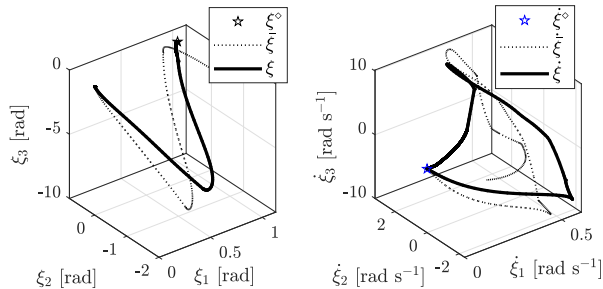 ξ⋄
ξ̄
ξ
0
-5
-10
ξ₃ [rad]
0
-1
-2
ξ₂ [rad]
0
0.5
1
ξ₁ [rad]
ξ̇⋄
ξ̄̇
ξ̇
10
0
-10
ξ̇₃ [rad s⁻¹]
2
0
-2
ξ̇₂ [rad s⁻¹]
0
0.5
ξ̇₁ [rad s⁻¹]